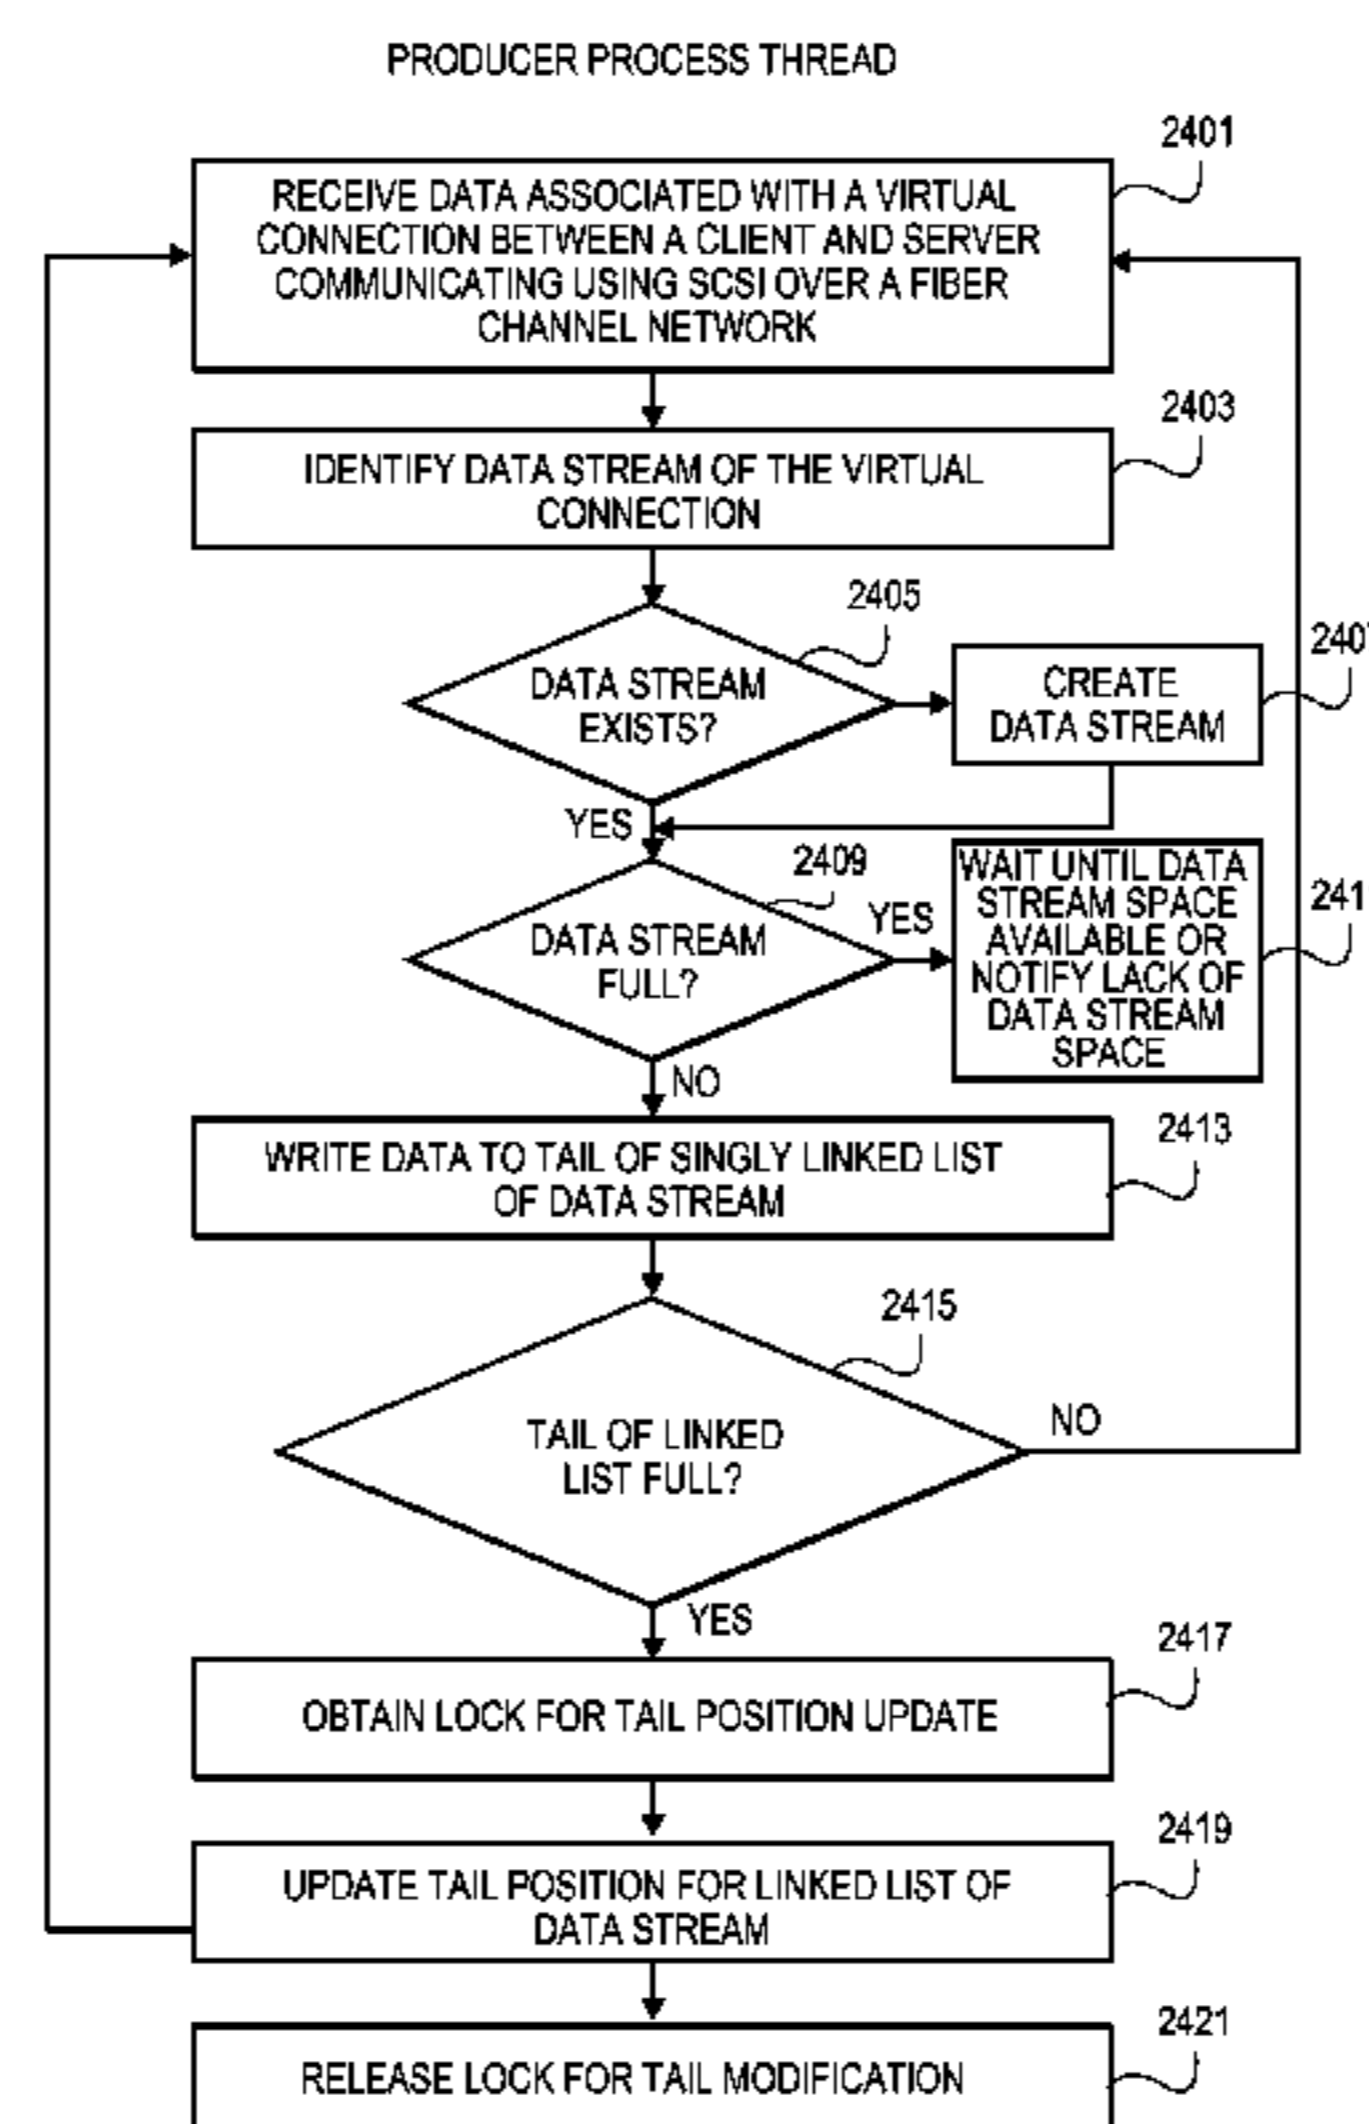 PRODUCER PROCESS THREAD
2401
RECEIVE DATA ASSOCIATED WITH A VIRTUAL
CONNECTION BETWEEN A CLIENT AND SERVER
COMMUNICATING USING SCSI OVER A FIBER
CHANNEL NETWORK
2403
IDENTIFY DATA STREAM OF THE VIRTUAL
CONNECTION
2405
DATA STREAM
EXISTS?
240
CREATE
DATA STREAM
YES
2409
DATA STREAM
FULL?
YES
WAIT UNTIL DATA
STREAM SPACE
AVAILABLE OR
NOTIFY LACK OF
DATA STREAM
SPACE
241
NO
2413
WRITE DATA TO TAIL OF SINGLY LINKED LIST
OF DATA STREAM
2415
TAIL OF LINKED
LIST FULL?
NO
YES
2417
OBTAIN LOCK FOR TAIL POSITION UPDATE
2419
UPDATE TAIL POSITION FOR LINKED LIST OF
DATA STREAM
2421
RELEASE LOCK FOR TAIL MODIFICATION